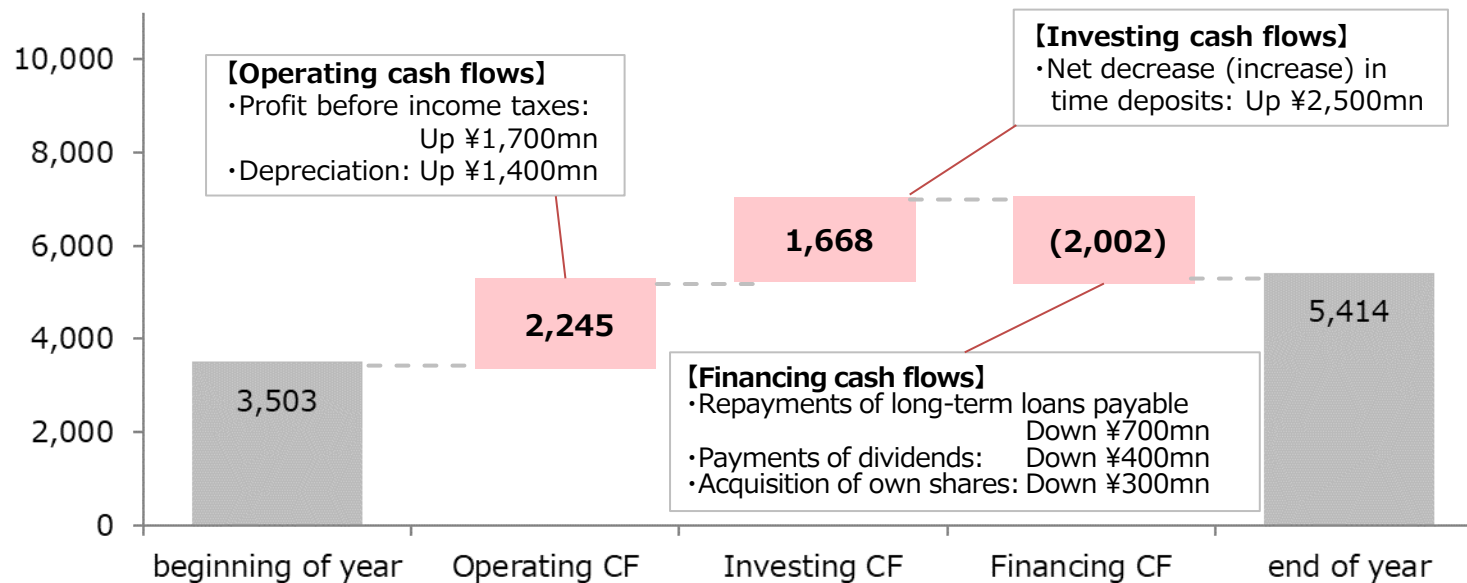 10,000
8,000
6,000
4,000
2,000
0
【Operating cash flows】
・Profit before income taxes:
Up ¥1,700mn
・Depreciation: Up ¥1,400mn
【Investing cash flows】
・Net decrease (increase) in
time deposits: Up ¥2,500mn
3,503
2,245
1,668
(2,002)
5,414
【Financing cash flows】
・Repayments of long-term loans payable
Down ¥700mn
・Payments of dividends: Down ¥400mn
・Acquisition of own shares: Down ¥300mn
beginning of year
Operating CF
Investing CF
Financing CF
end of year